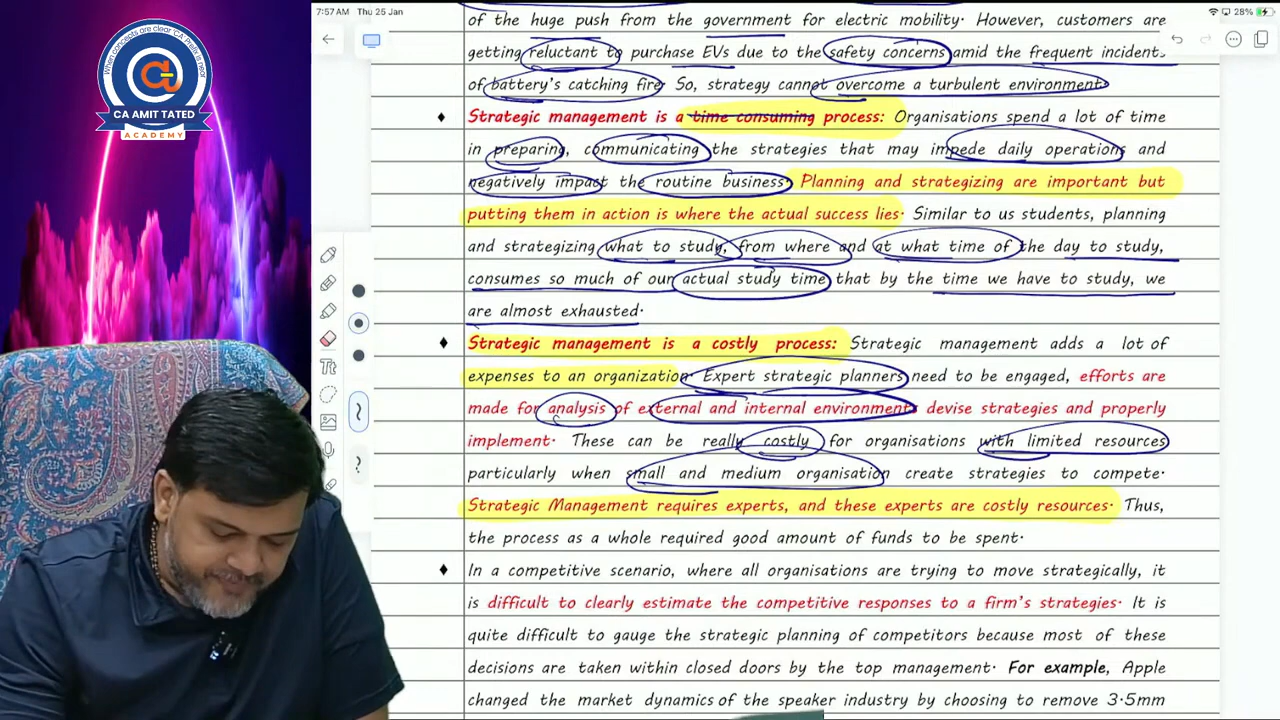 7:57 AM Thu 25 Jan
28%
When concepts are clear 'CA' Prefix is near
CA AMIT TATED
ACADEMY
Tt
of the huge push from the government for electric mobility. However, customers are
getting reluctant to purchase EVs due to the safety concerns amid the frequent incidents
of battery's catching fire. So, strategy cannot overcome a turbulent environment.
♦ Strategic management is a time consuming process: Organisations spend a lot of time
in preparing, communicating the strategies that may impede daily operations and
negatively impact the routine business. Planning and strategizing are important but
putting them in action is where the actual success lies. Similar to us students, planning
and strategizing what to study, from where and at what time of the day to study,
consumes so much of our actual study time that by the time we have to study, we
are almost exhausted.
♦ Strategic management is a costly process: Strategic management adds a lot of
expenses to an organization. Expert strategic planners need to be engaged, efforts are
made for analysis of external and internal environments devise strategies and properly
implement. These can be really costly for organisations with limited resources
particularly when small and medium organisation create strategies to compete.
Strategic Management requires experts, and these experts are costly resources. Thus,
the process as a whole required good amount of funds to be spent.
♦ In a competitive scenario, where all organisations are trying to move strategically, it
is difficult to clearly estimate the competitive responses to a firm's strategies. It is
quite difficult to gauge the strategic planning of competitors because most of these
decisions are taken within closed doors by the top management. For example, Apple
changed the market dynamics of the speaker industry by choosing to remove 3.5mm